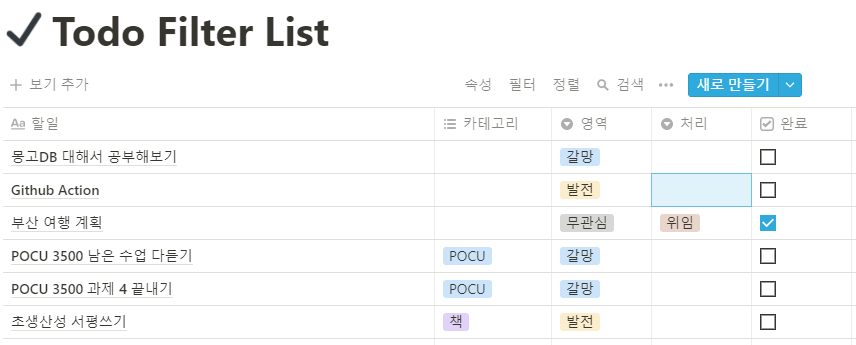 Todo Filter List
보기 추가 속성 필터 정렬 검색 새로 만들기
Aa 할일 카테고리 영역 처리 완료
몽고DB 대해서 공부해보기 갈망
Github Action 발전
부산 여행 계획 무관심 위임
POCU 3500 남은 수업 다듣기 POCU 갈망
POCU 3500 과제 4 끝내기 POCU 갈망
초생산성 서평쓰기 책 발전